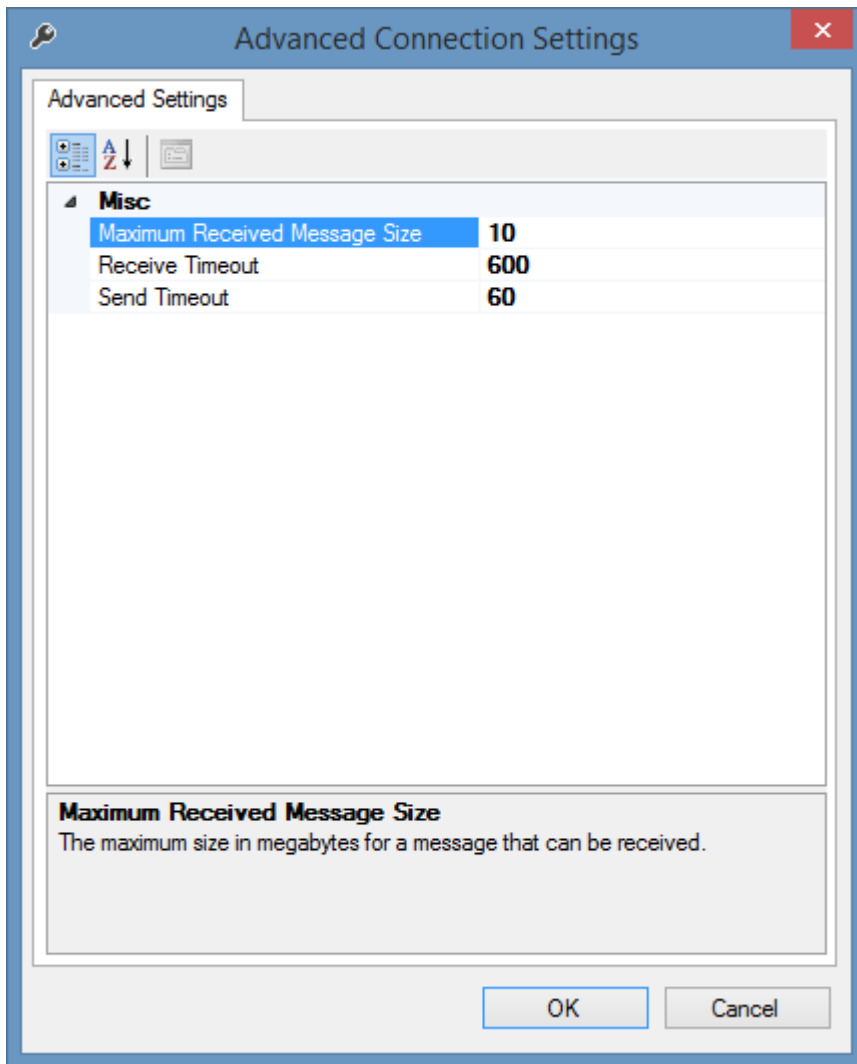 Advanced Connection Settings
Advanced Settings
Misc
Maximum Received Message Size 10
Receive Timeout 600
Send Timeout 60
Maximum Received Message Size
The maximum size in megabytes for a message that can be received.
OK Cancel